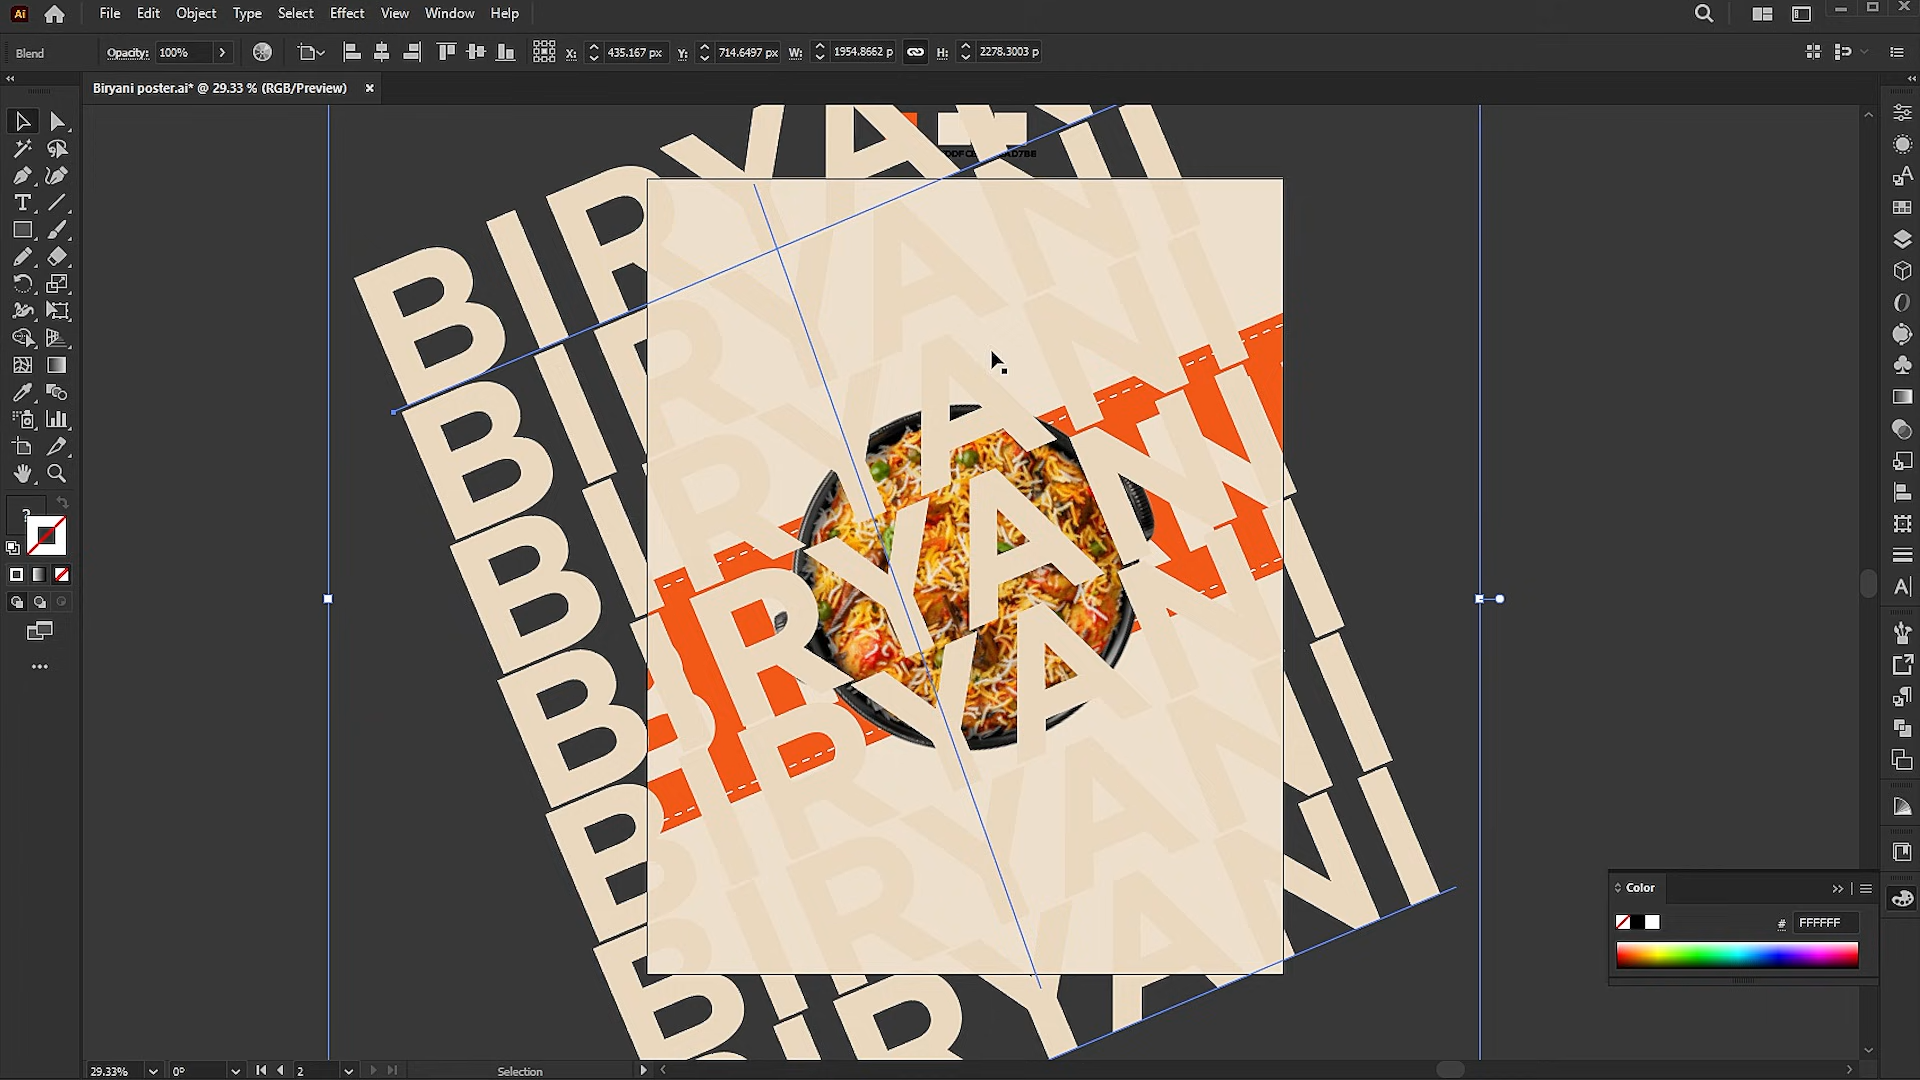 Ai File Edit Object Type Select Effect View Window Help
Blend Opacity: 100% X: 435.167 px Y: 714.6497 px W: 1954.8662 p H: 2278.3003 p
Biryani poster.ai* @ 29.33 % (RGB/Preview)
BIRYANI
BIRYANI
BIRYANI
BIRYANI
BIRYANI
BIRYANI
?
Color
# FFFFFF
29.33% 0° 2 Selection